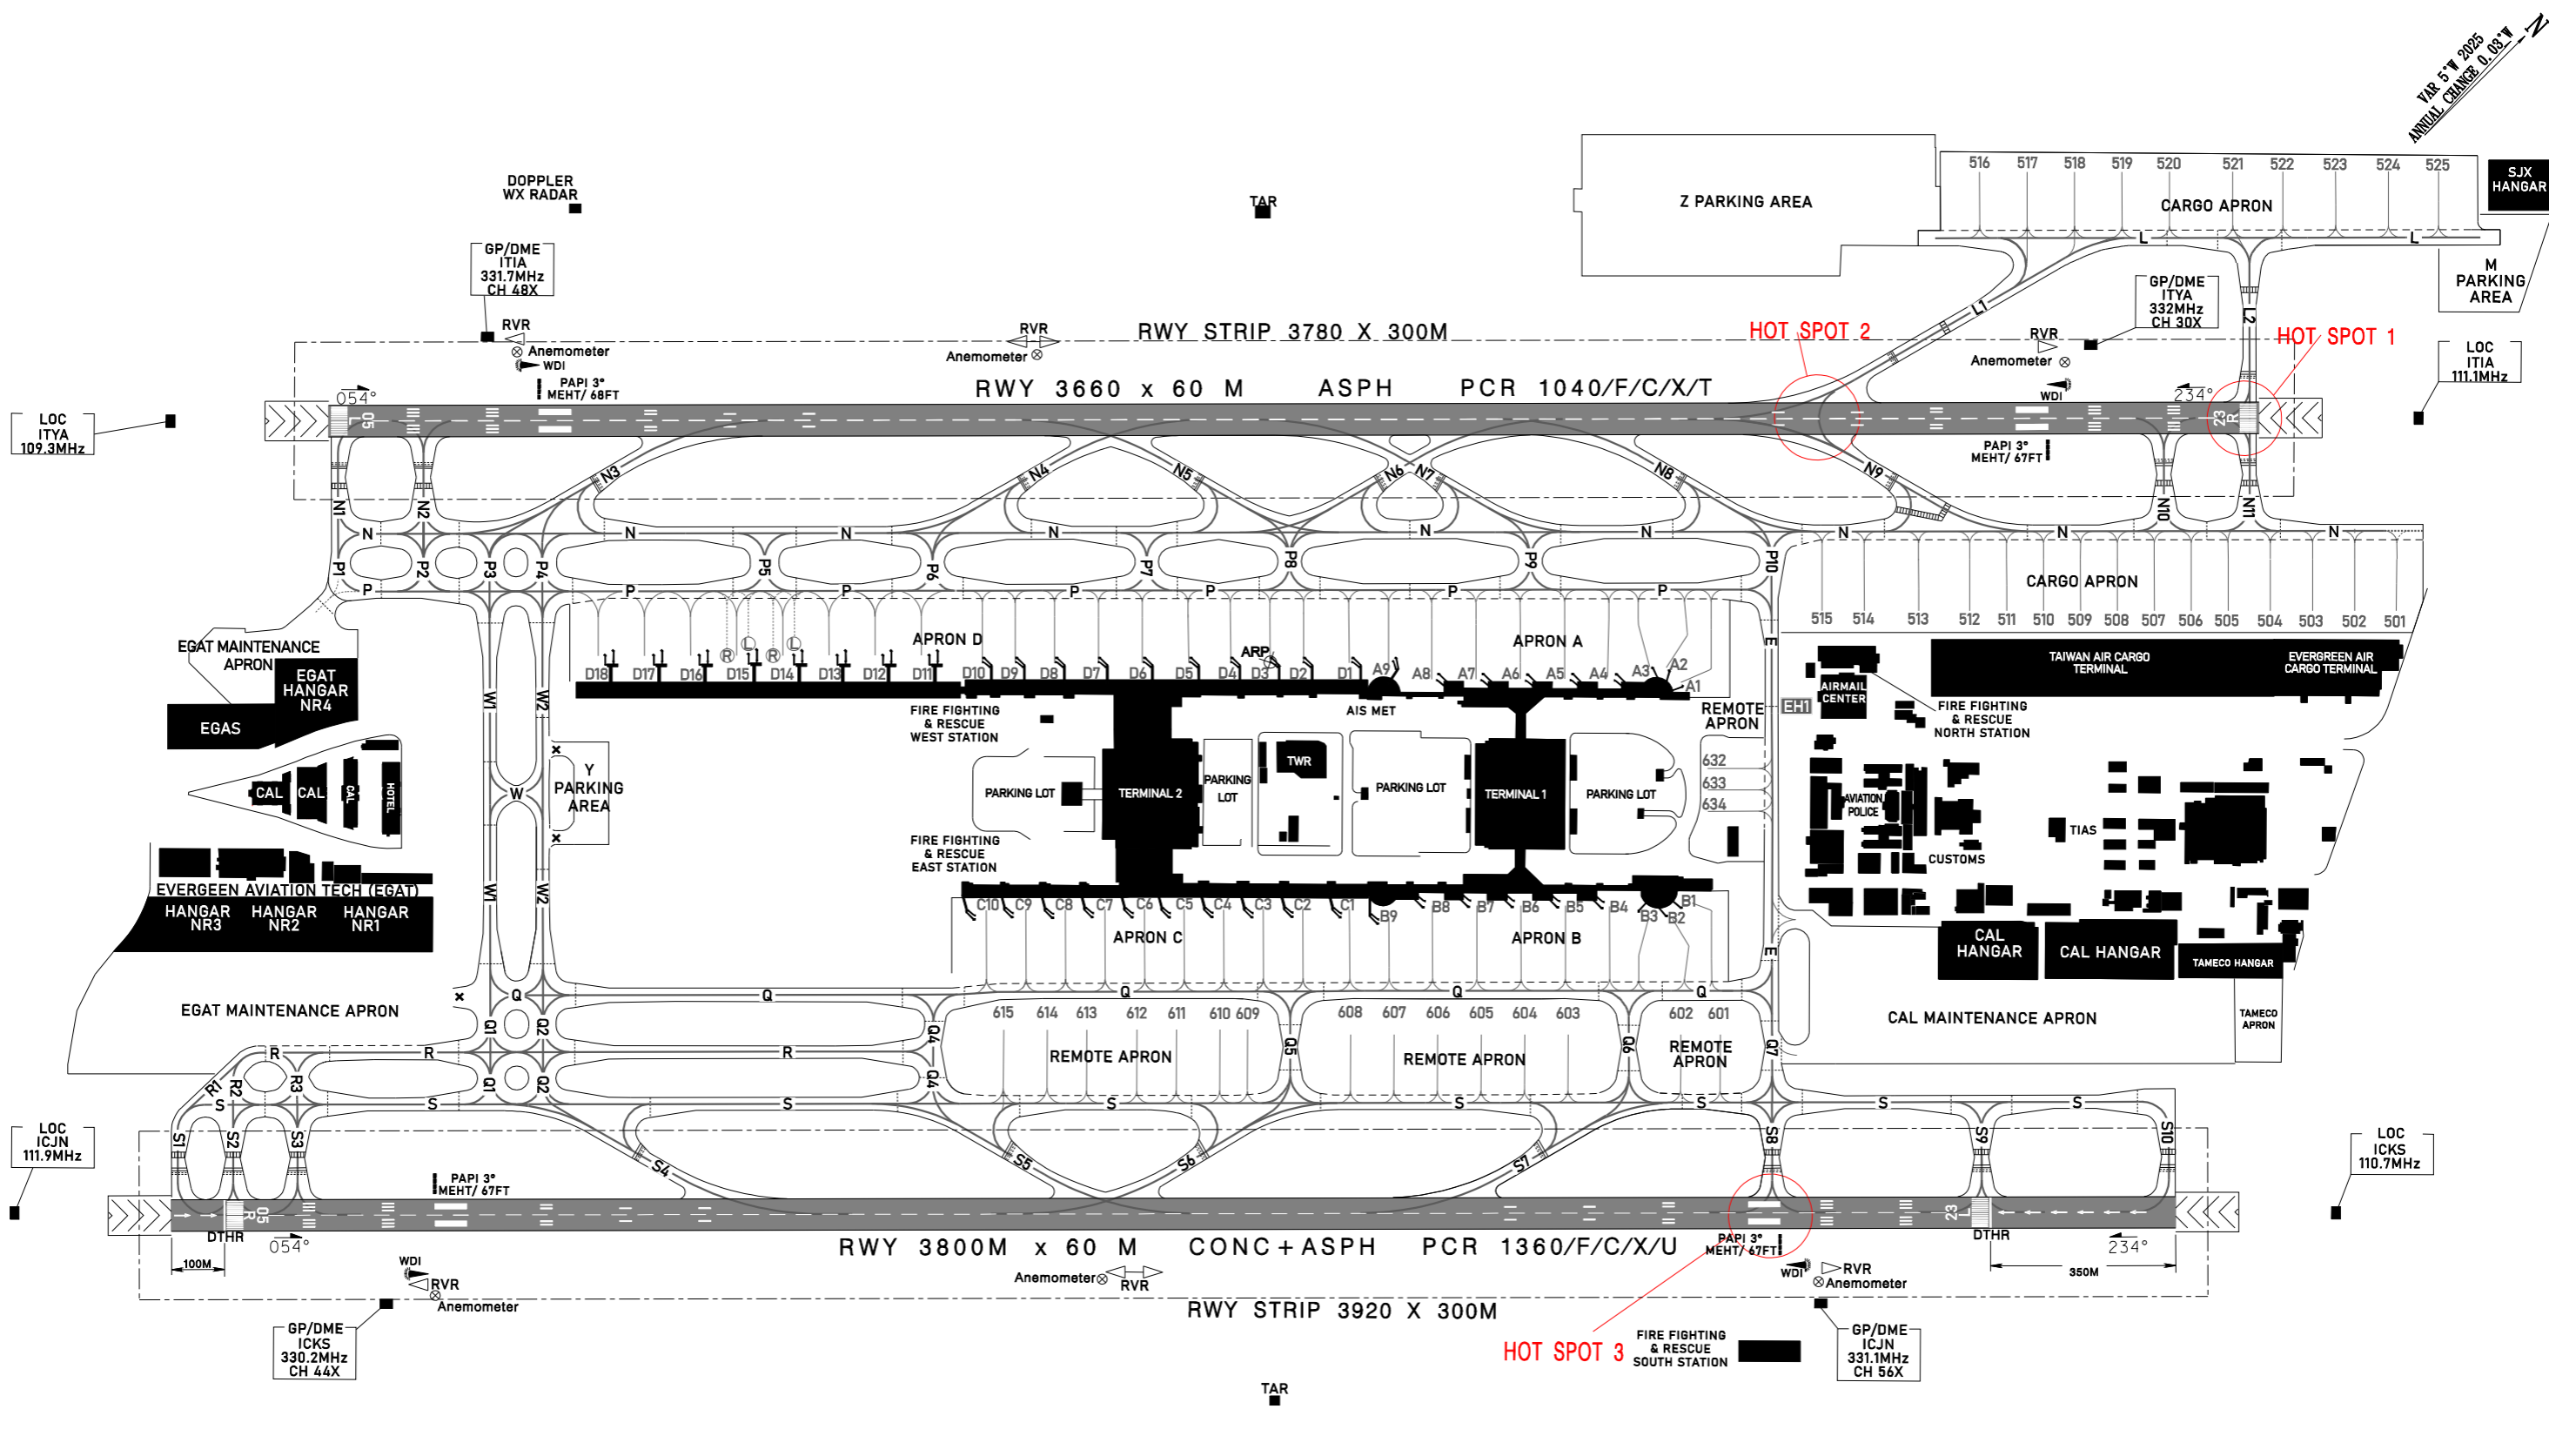 VAR 5°W 2025
ANNUAL CHANGE 0.03°W
N
516 517 518 519 520 521 522 523 524 525
SJX
HANGAR
DOPPLER
WX RADAR
TAR
Z PARKING AREA
CARGO APRON
L
L
GP/DME
ITIA
331.7MHz
CH 48X
M
PARKING
AREA
GP/DME
ITYA
332MHz
CH 30X
L1
L2
RVR
Anemometer
WDI
RVR
Anemometer
RWY STRIP 3780 X 300M
HOT SPOT 2
RVR
Anemometer
WDI
HOT SPOT 1
LOC
ITIA
111.1MHz
PAPI 3°
MEHT/ 68FT
RWY 3660 x 60 M ASPH PCR 1040/F/C/X/T
054°
234°
LOC
ITYA
109.3MHz
05
L
23
R
PAPI 3°
MEHT/ 67FT
N1 N2 N3 N4 N5 N6 N7 N8 N9 N10 N11
N N N N N N N N
P1 P2 P3 P4 P5 P6 P7 P8 P9 P10
P P P P P P P
CARGO APRON
515 514 513 512 511 510 509 508 507 506 505 504 503 502 501
EGAT MAINTENANCE
APRON
APRON D
ARP
APRON A
E
R L R L
D18 D17 D16 D15 D14 D13 D12 D11 D10 D9 D8 D7 D6 D5 D4 D3 D2 D1 A9 A8 A7 A6 A5 A4 A3 A2 A1
TAIWAN AIR CARGO
TERMINAL
EVERGREEN AIR
CARGO TERMINAL
EGAT
HANGAR
NR4
EGAS
W1 W2
FIRE FIGHTING
& RESCUE
WEST STATION
AIS MET
REMOTE
APRON
EH1
AIRMAIL
CENTER
FIRE FIGHTING
& RESCUE
NORTH STATION
CAL CAL CAL HOTEL
W
Y
PARKING
AREA
PARKING LOT
TERMINAL 2
PARKING
LOT
TWR
PARKING LOT
TERMINAL 1
PARKING LOT
632
633
634
AVIATION
POLICE
TIAS
CUSTOMS
FIRE FIGHTING
& RESCUE
EAST STATION
EVERGEEN AVIATION TECH (EGAT)
HANGAR
NR3
HANGAR
NR2
HANGAR
NR1
W1 W2
C10 C9 C8 C7 C6 C5 C4 C3 C2 C1 B9 B8 B7 B6 B5 B4 B3 B2 B1
APRON C
APRON B
E
CAL
HANGAR
CAL HANGAR
TAMECO HANGAR
EGAT MAINTENANCE APRON
Q Q Q Q Q
615 614 613 612 611 610 609 608 607 606 605 604 603 602 601
CAL MAINTENANCE APRON
TAMECO
APRON
Q1 Q2 Q4 Q5 Q6 Q7
R R R
REMOTE APRON
REMOTE APRON
REMOTE
APRON
R1 R2 R3 Q1 Q2 Q4
S S S S S S S S
S1 S2 S3 S4 S5 S6 S7 S8 S9 S10
LOC
ICJN
111.9MHz
LOC
ICKS
110.7MHz
PAPI 3°
MEHT/ 67FT
R
05
23
L
DTHR
054°
100M
RWY 3800M x 60 M CONC+ASPH PCR 1360/F/C/X/U
PAPI 3°
MEHT/ 67FT
DTHR
234°
350M
WDI
RVR
Anemometer
Anemometer
RVR
WDI
RVR
Anemometer
RWY STRIP 3920 X 300M
GP/DME
ICKS
330.2MHz
CH 44X
HOT SPOT 3
FIRE FIGHTING
& RESCUE
SOUTH STATION
GP/DME
ICJN
331.1MHz
CH 56X
TAR